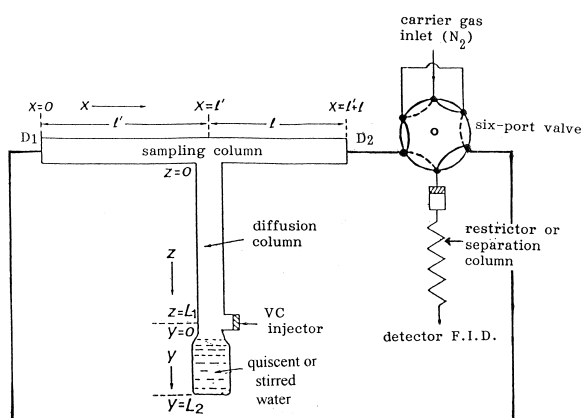 carrier gas
inlet (N₂)
x=0
x
x=ℓ'
x=ℓ'+ℓ
ℓ'
ℓ
D1
D2
sampling column
six-port valve
z=0
diffusion
column
restrictor or
separation
column
z
z=L₁
y=0
VC
injector
detector F.I.D.
y
quiscent or
stirred
water
y=L₂